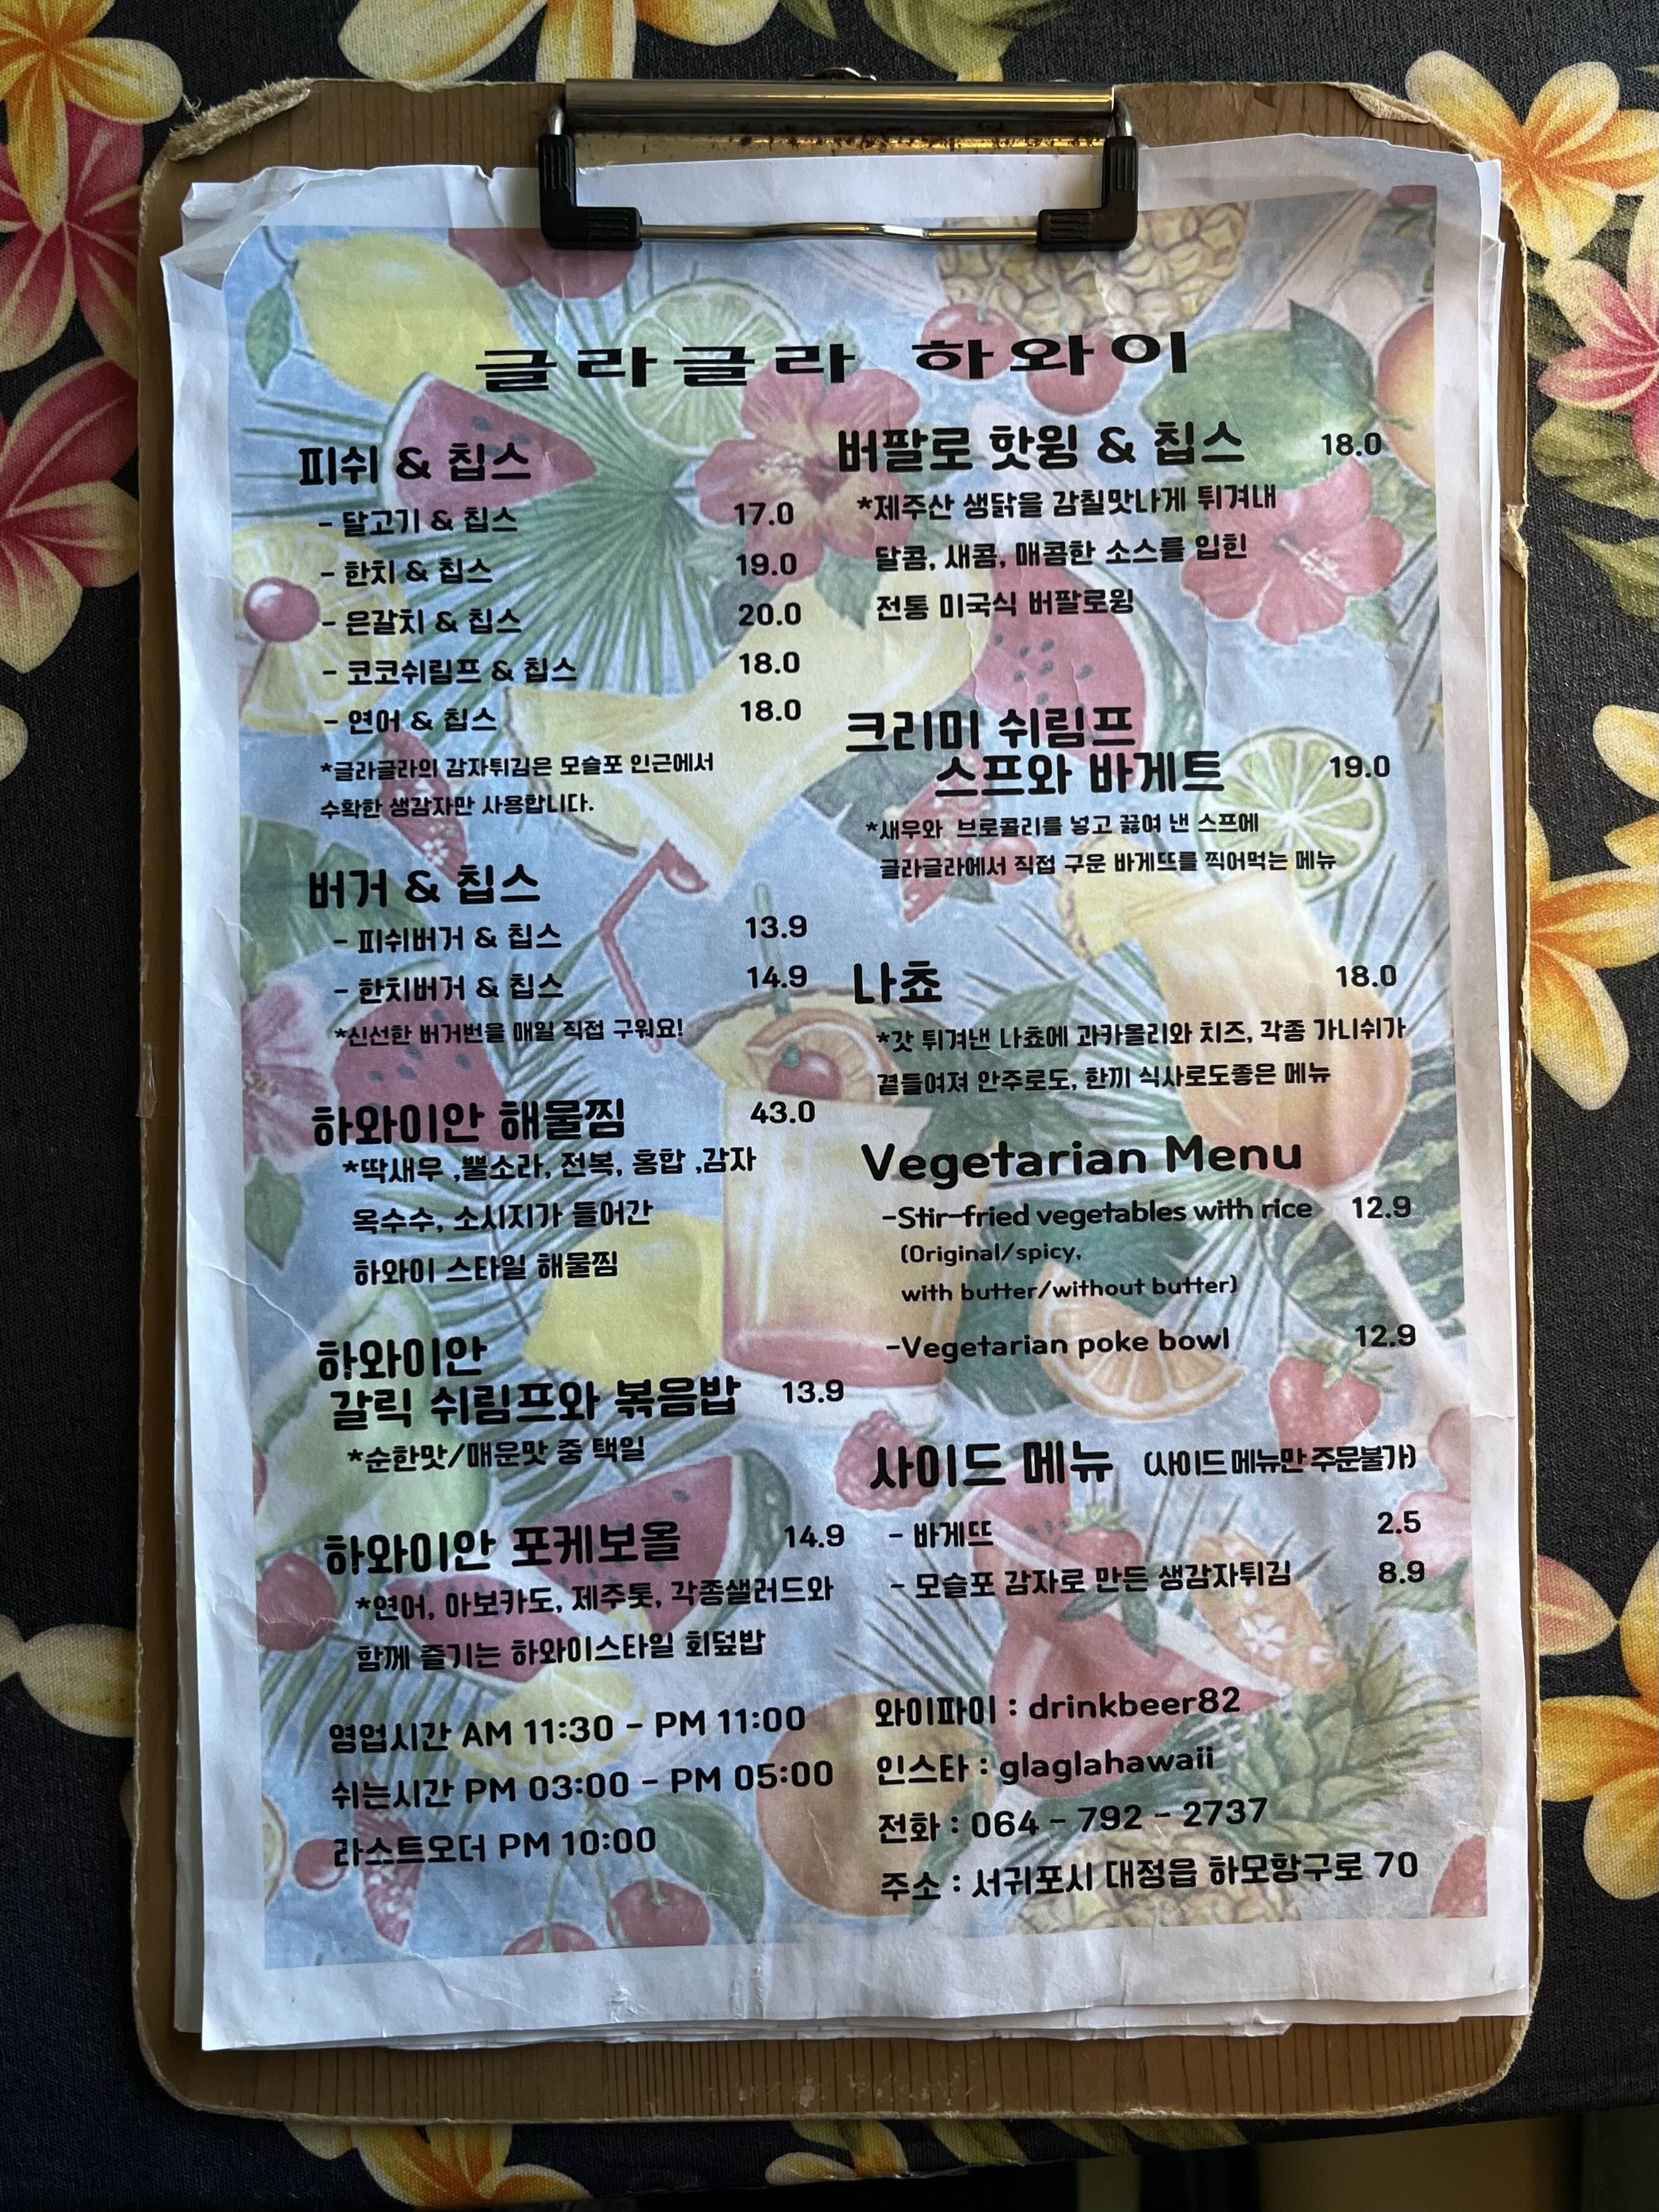 글라글라 하와이
피쉬 & 칩스
- 달고기 & 칩스 17.0
- 한치 & 칩스 19.0
- 은갈치 & 칩스 20.0
- 코코쉬림프 & 칩스 18.0
- 연어 & 칩스 18.0
*글라글라의 감자튀김은 모슬포 인근에서
수확한 생감자만 사용합니다.
버거 & 칩스
- 피쉬버거 & 칩스 13.9
- 한치버거 & 칩스 14.9
*신선한 버거번을 매일 직접 구워요!
하와이안 해물찜 43.0
*딱새우 ,뿔소라, 전복, 홍합 ,감자
옥수수, 소시지가 들어간
하와이 스타일 해물찜
하와이안
갈릭 쉬림프와 볶음밥 13.9
*순한맛/매운맛 중 택일
하와이안 포케보올 14.9
*연어, 아보카도, 제주톳, 각종샐러드와
함께 즐기는 하와이스타일 회덮밥
영업시간 AM 11:30 - PM 11:00
쉬는시간 PM 03:00 - PM 05:00
라스트오더 PM 10:00
버팔로 핫윙 & 칩스 18.0
*제주산 생닭을 감칠맛나게 튀겨내
달콤, 새콤, 매콤한 소스를 입힌
전통 미국식 버팔로윙
크리미 쉬림프
스프와 바게트 19.0
*새우와 브로콜리를 넣고 끓여 낸 스프에
글라글라에서 직접 구운 바게뜨를 찍어먹는 메뉴
나쵸 18.0
*갓 튀겨낸 나쵸에 과카몰리와 치즈, 각종 가니쉬가
곁들여져 안주로도, 한끼 식사로도좋은 메뉴
Vegetarian Menu
-Stir-fried vegetables with rice 12.9
(Original/spicy,
with butter/without butter)
-Vegetarian poke bowl 12.9
사이드 메뉴 (사이드 메뉴만 주문불가)
- 바게뜨 2.5
- 모슬포 감자로 만든 생감자튀김 8.9
와이파이 : drinkbeer82
인스타 : glaglahawaii
전화 : 064 - 792 - 2737
주소 : 서귀포시 대정읍 하모항구로 70